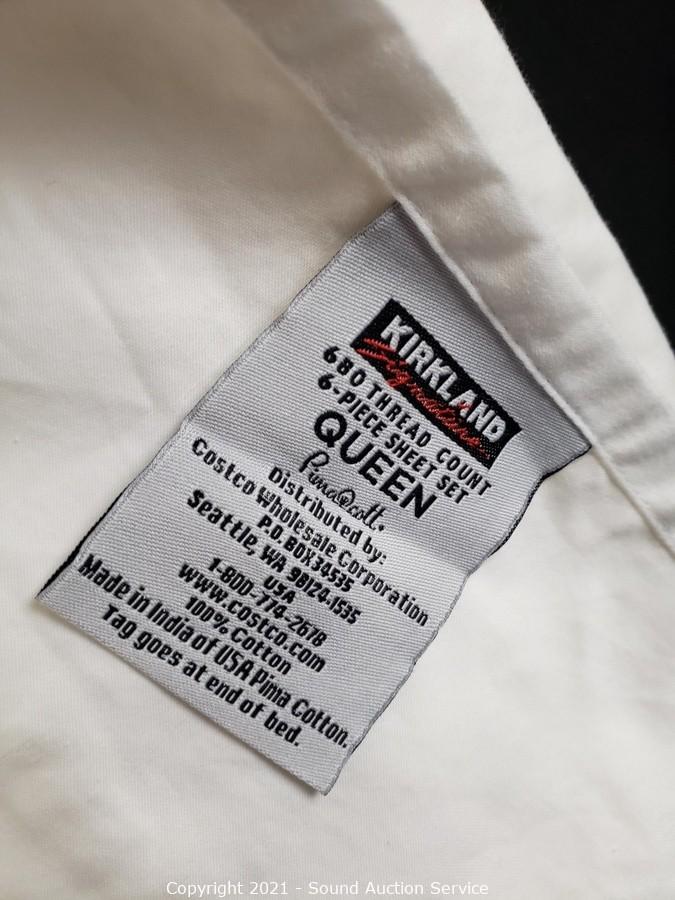 KIRKLAND
Signature
680 THREAD COUNT
6-PIECE SHEET SET
QUEEN
PimaCott
Distributed by:
Costco Wholesale Corporation
P.O. BOX 34535
Seattle, WA 98124-1535
USA
1-800-774-2678
www.costco.com
100% Cotton
Made in India of USA Pima Cotton.
Tag goes at end of bed.
Copyright 2021 - Sound Auction Service